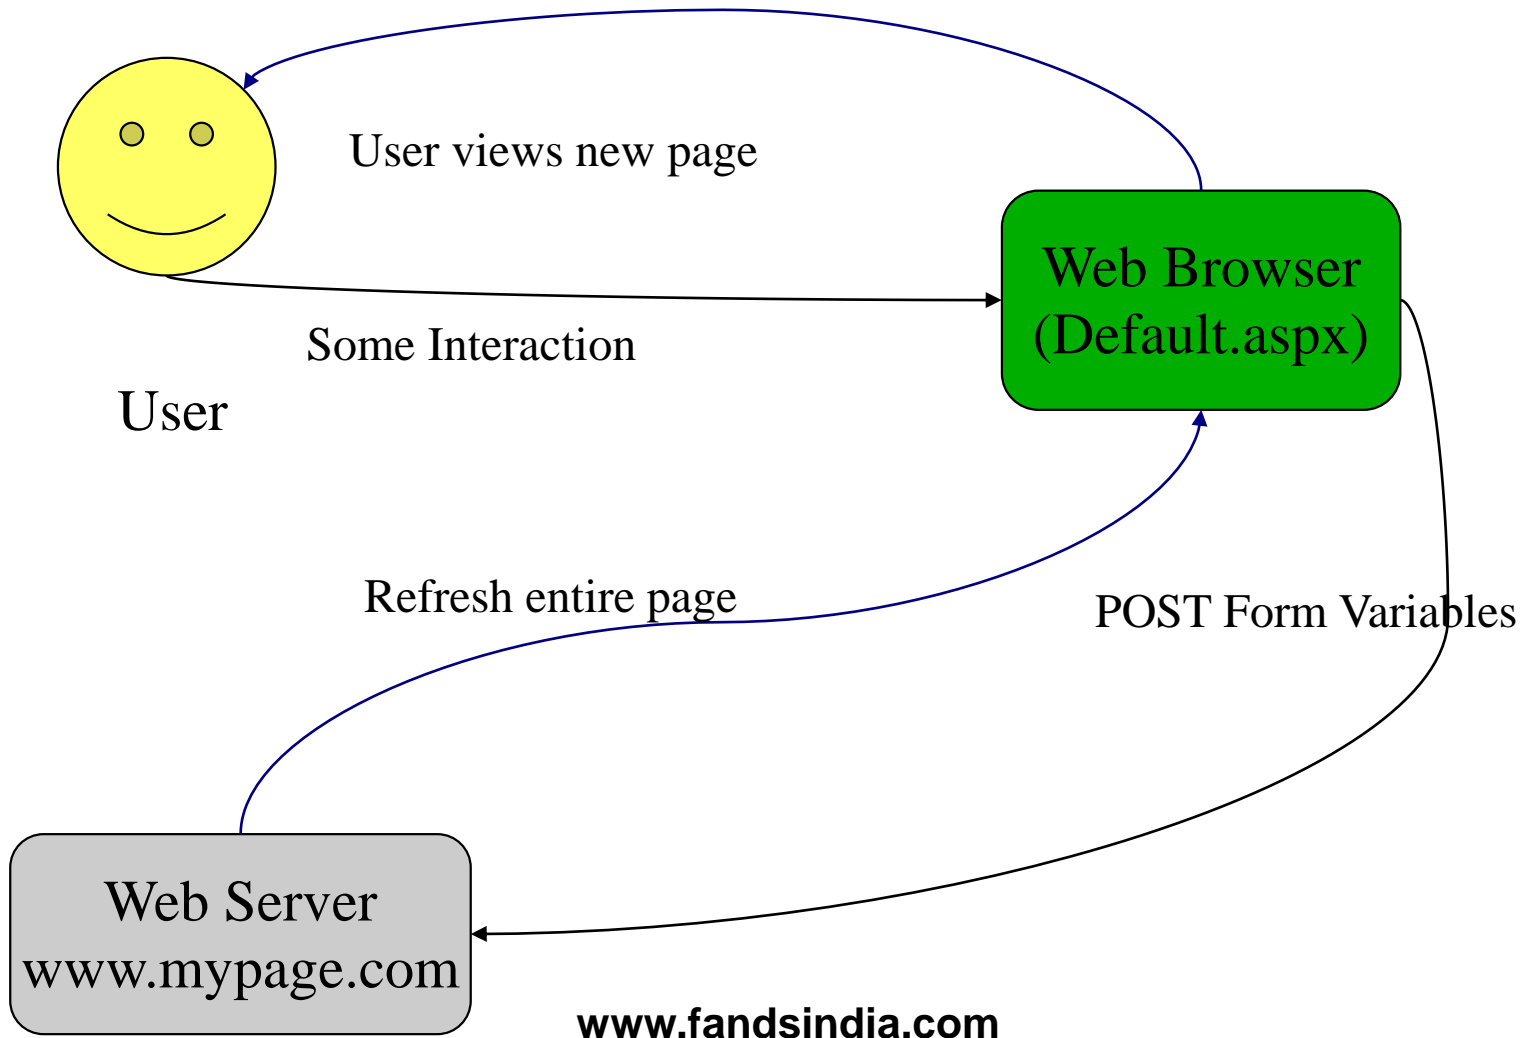 User views new page
Web Browser
(Default.aspx)
Some Interaction
User
Refresh entire page
POST Form Variables
Web Server
www.mypage.com
www.fandsindia.com